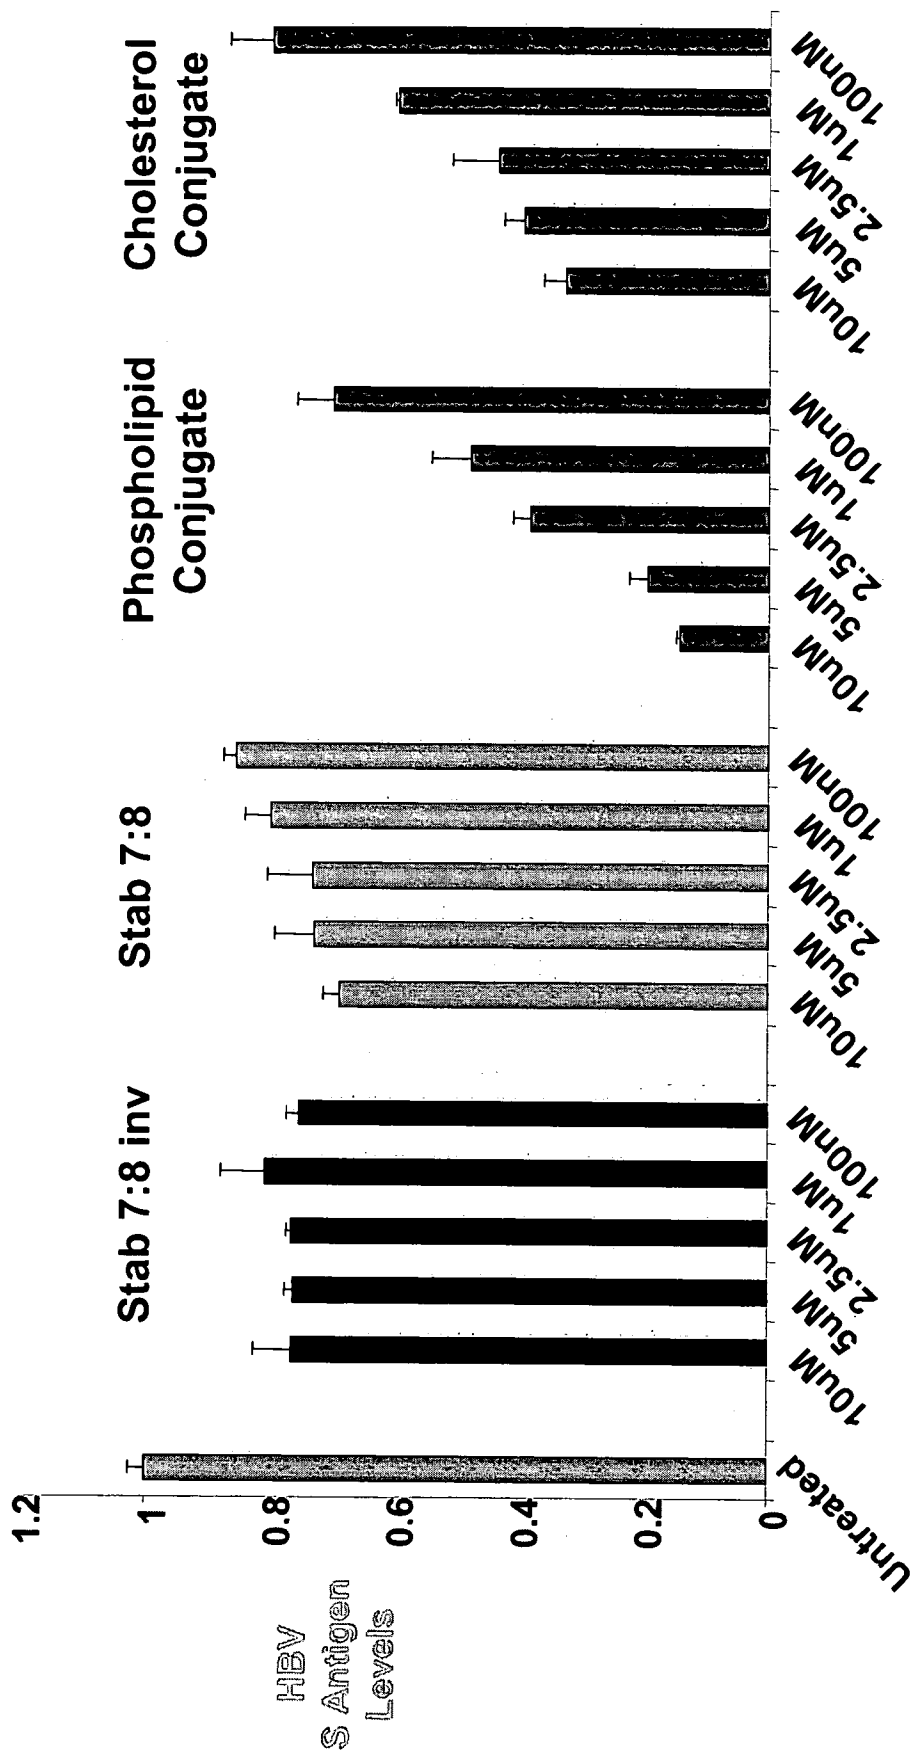 HBV
S Antigen
Levels
1.2
1
0.8
0.6
0.4
0.2
0
Stab 7:8 inv
Stab 7:8
Phospholipid
Conjugate
Cholesterol
Conjugate
Untreated
10uM
5uM
2.5uM
1uM
100nM
10uM
5uM
2.5uM
1uM
100nM
10uM
5uM
2.5uM
1uM
100nM
10uM
5uM
2.5uM
1uM
100nM